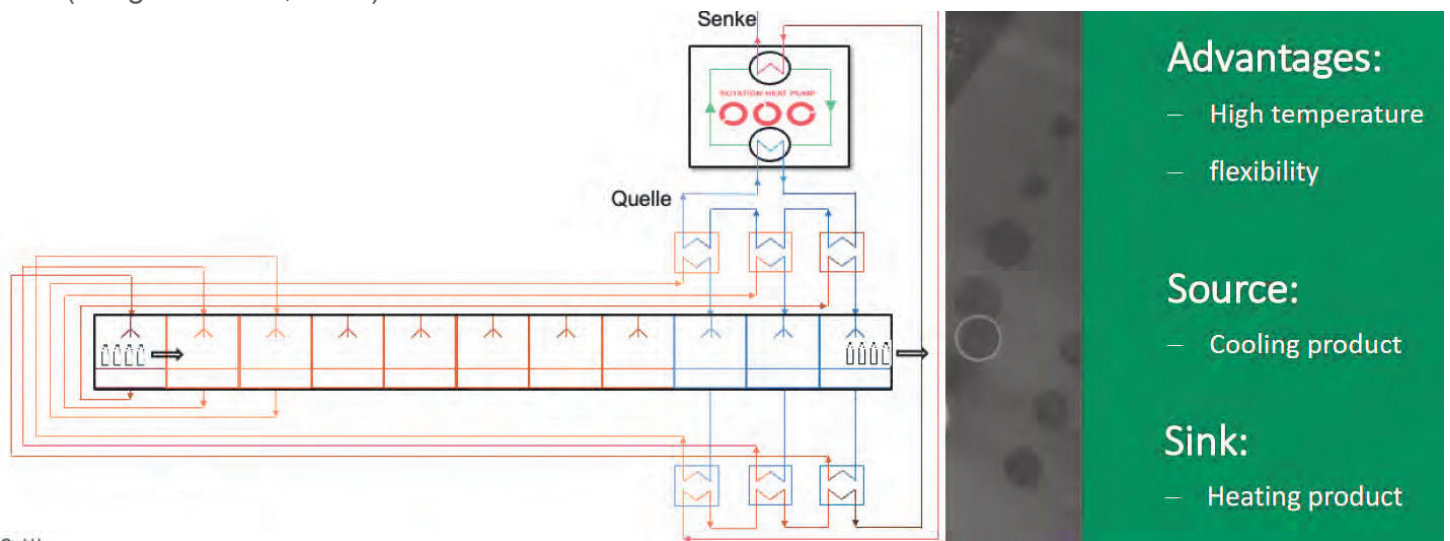 Senke
ROTATION HEAT PUMP
Quelle
Advantages:
– High temperature
– flexibility
Source:
– Cooling product
Sink:
– Heating product